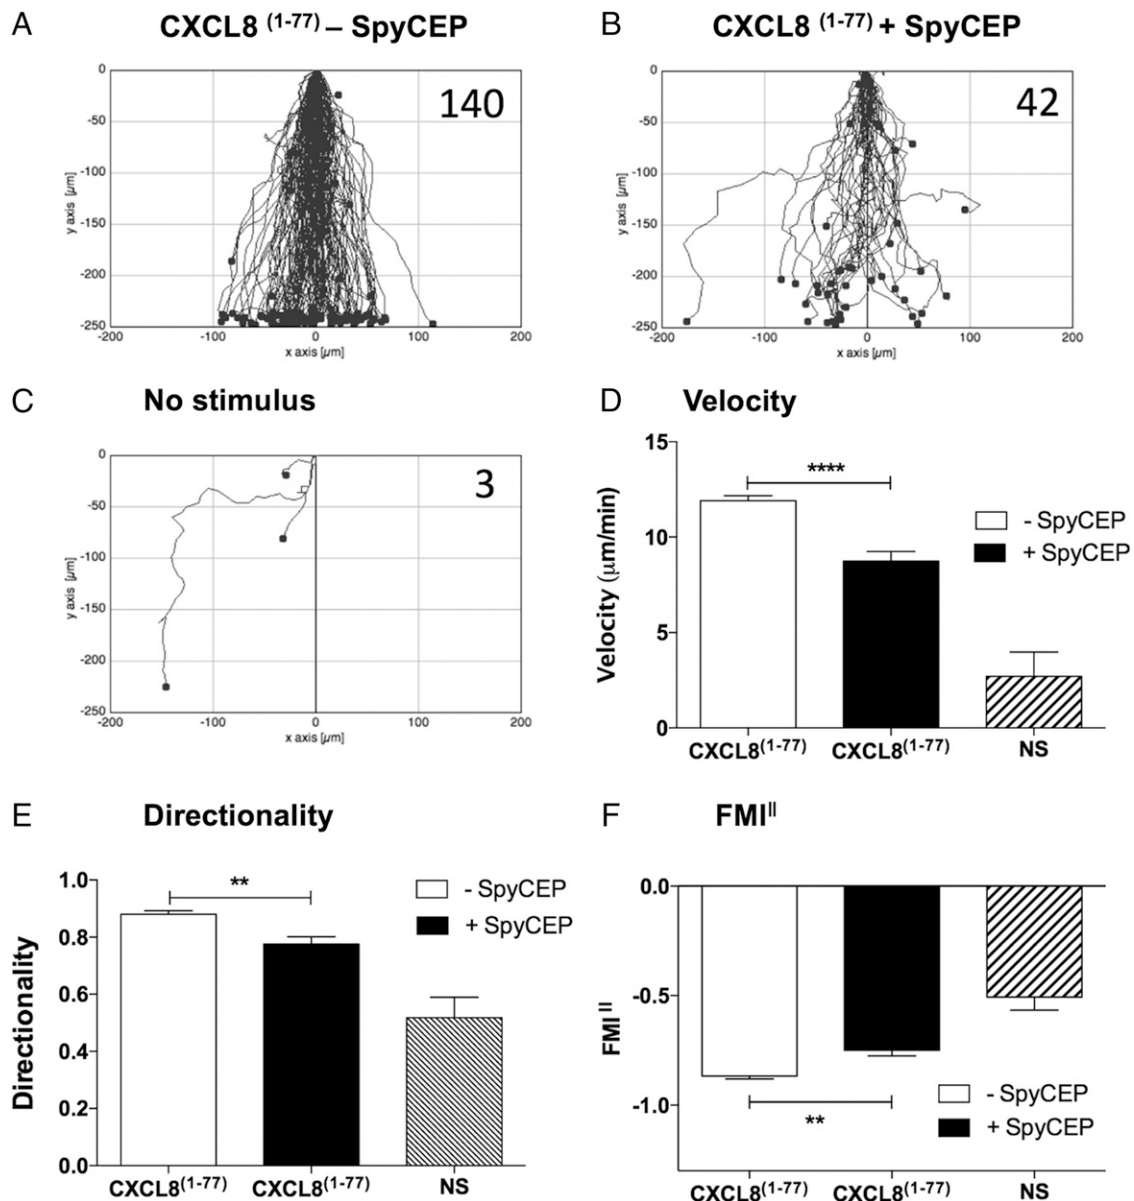 A CXCL8 (1-77) – SpyCEP
140
0
-50
-100
-150
-200
-250
y axis [µm]
-200 -100 0 100 200
x axis [µm]
B CXCL8 (1-77) + SpyCEP
42
0
-50
-100
-150
-200
-250
y axis [µm]
-200 -100 0 100 200
x axis [µm]
C No stimulus
3
0
-50
-100
-150
-200
-250
y axis [µm]
-200 -100 0 100 200
x axis [µm]
D Velocity
15
10
5
0
Velocity (µm/min)
****
- SpyCEP
+ SpyCEP
CXCL8(1-77) CXCL8(1-77) NS
E Directionality
1.0
0.8
0.6
0.4
0.2
0.0
Directionality
**
- SpyCEP
+ SpyCEP
CXCL8(1-77) CXCL8(1-77) NS
F FMI||
0.0
-0.5
-1.0
FMI||
**
- SpyCEP
+ SpyCEP
CXCL8(1-77) CXCL8(1-77) NS